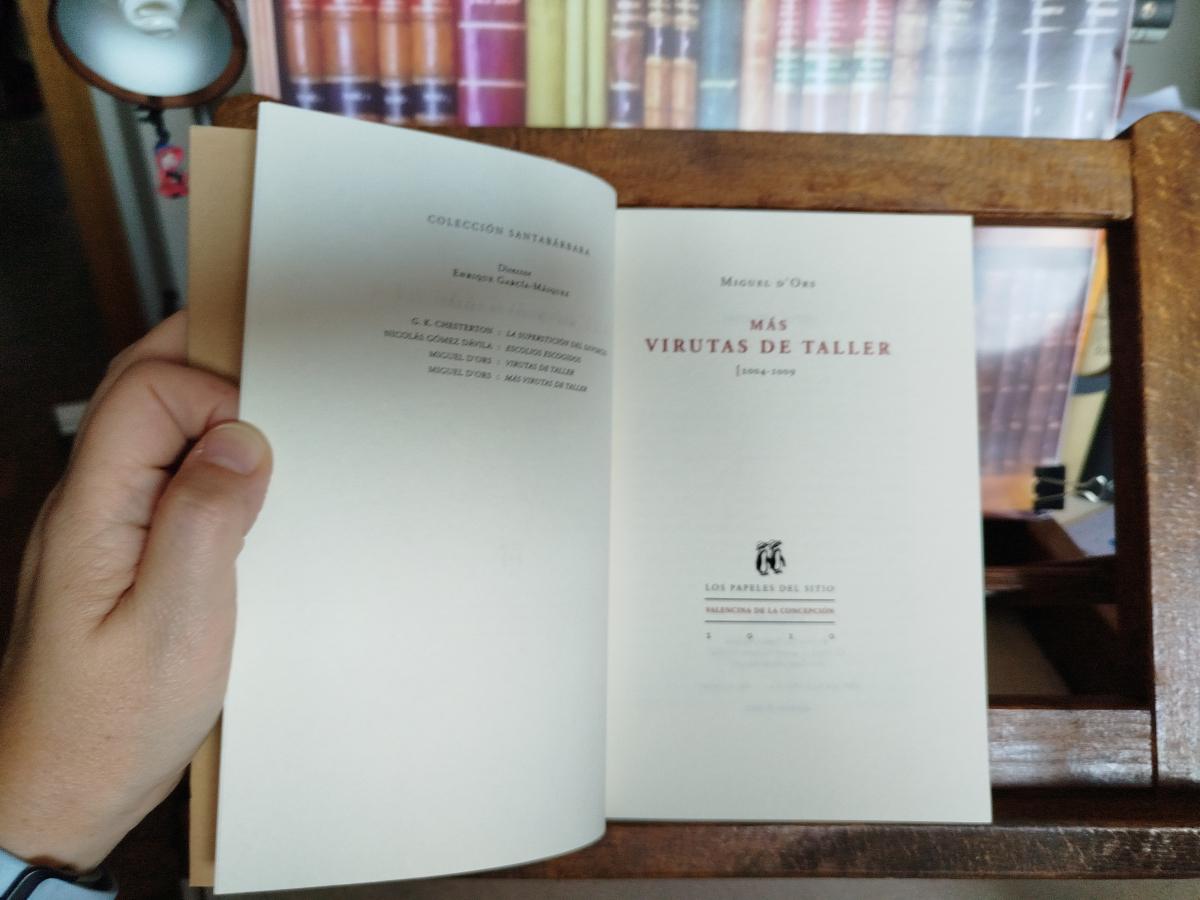 COLECCIÓN SANTABÁRBARA
Director
ENRIQUE GARCÍA-MÁIQUEZ
G. K. CHESTERTON : LA SUPERSTICIÓN DEL DIVORCIO
NICOLÁS GÓMEZ DÁVILA : ESCOLIOS ESCOGIDOS
MIGUEL D'ORS : VIRUTAS DE TALLER
MIGUEL D'ORS : MÁS VIRUTAS DE TALLER
MIGUEL D'ORS
MÁS
VIRUTAS DE TALLER
[2004-2009
LOS PAPELES DEL SITIO
VALENCINA DE LA CONCEPCIÓN
2 0 1 0